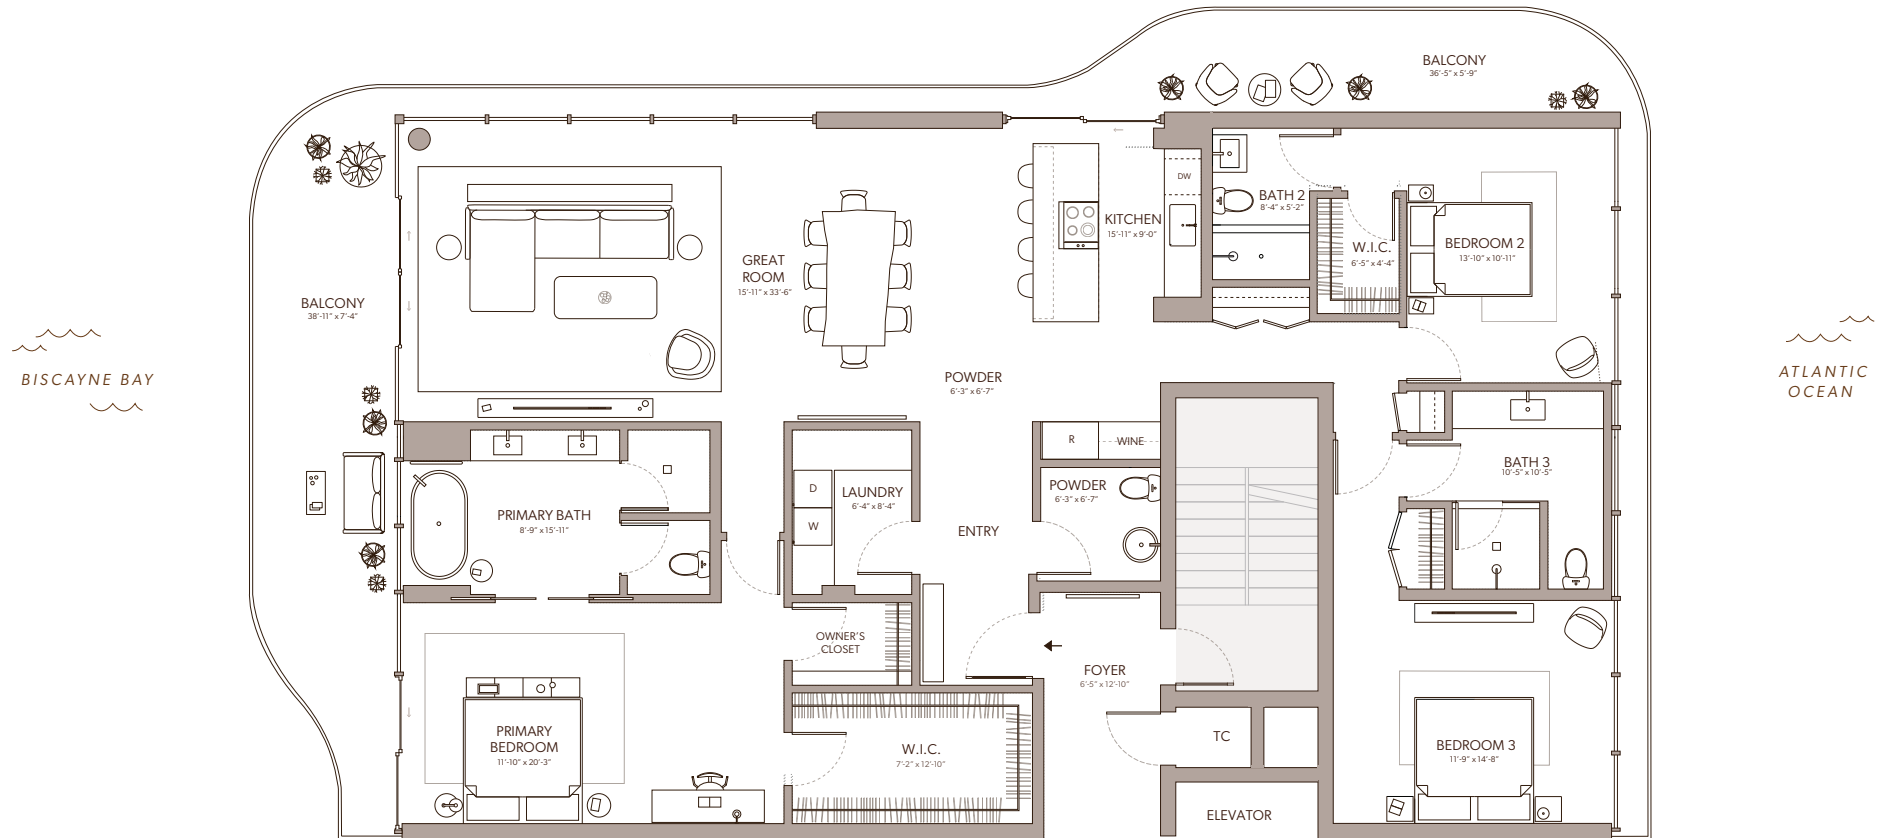 BALCONY
36'-5" x 5'-9"
DW
BATH 2
8'-4" x 5'-2"
KITCHEN
15'-11" x 9'-0"
W.I.C.
6'-5" x 4'-4"
BEDROOM 2
13'-10" x 10'-11"
GREAT
ROOM
15'-11" x 33'-6"
BALCONY
38'-11" x 7'-4"
BISCAYNE BAY
ATLANTIC
OCEAN
POWDER
6'-3" x 6'-7"
R
WINE
BATH 3
10'-5" x 10'-5"
D
W
LAUNDRY
6'-4" x 8'-4"
POWDER
6'-3" x 6'-7"
PRIMARY BATH
8'-9" x 15'-11"
ENTRY
OWNER'S
CLOSET
FOYER
6'-5" x 12'-10"
PRIMARY
BEDROOM
11'-10" x 20'-3"
W.I.C.
7'-2" x 12'-10"
TC
BEDROOM 3
11'-9" x 14'-8"
ELEVATOR